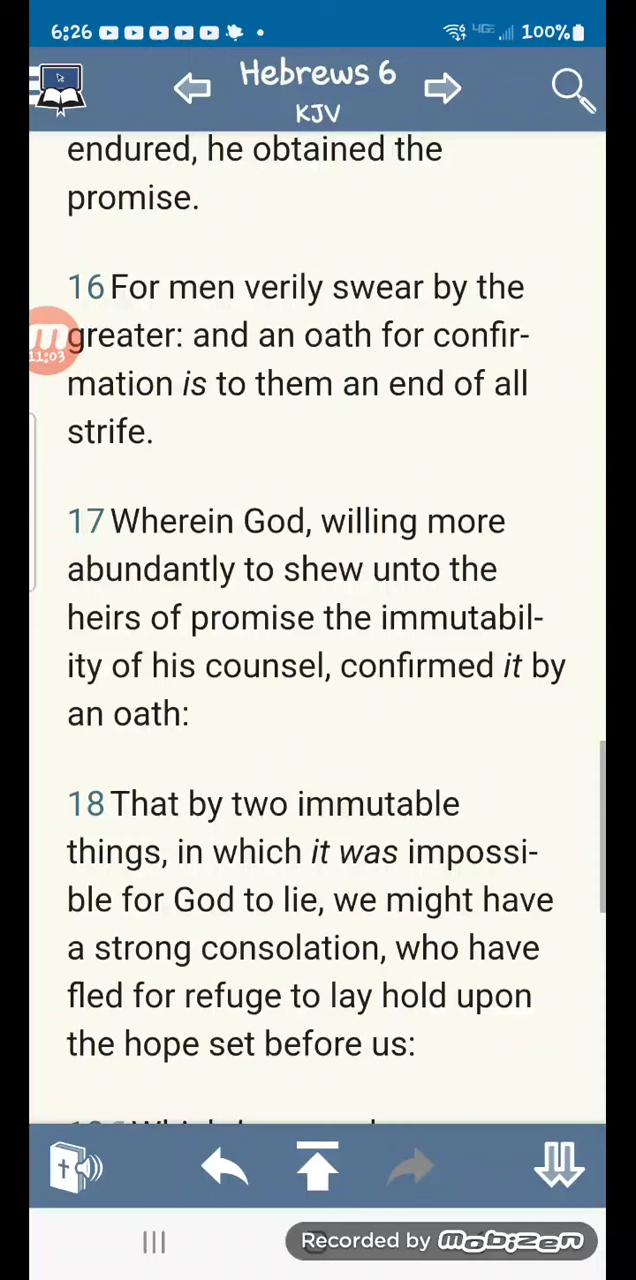 6:26
4GE 100%
Hebrews 6
KJV
endured, he obtained the
promise.
16 For men verily swear by the
greater: and an oath for confir-
mation is to them an end of all
strife.
17 Wherein God, willing more
abundantly to shew unto the
heirs of promise the immutabil-
ity of his counsel, confirmed it by
an oath:
18 That by two immutable
things, in which it was impossi-
ble for God to lie, we might have
a strong consolation, who have
fled for refuge to lay hold upon
the hope set before us:
m
11:03
Recorded by mobizen